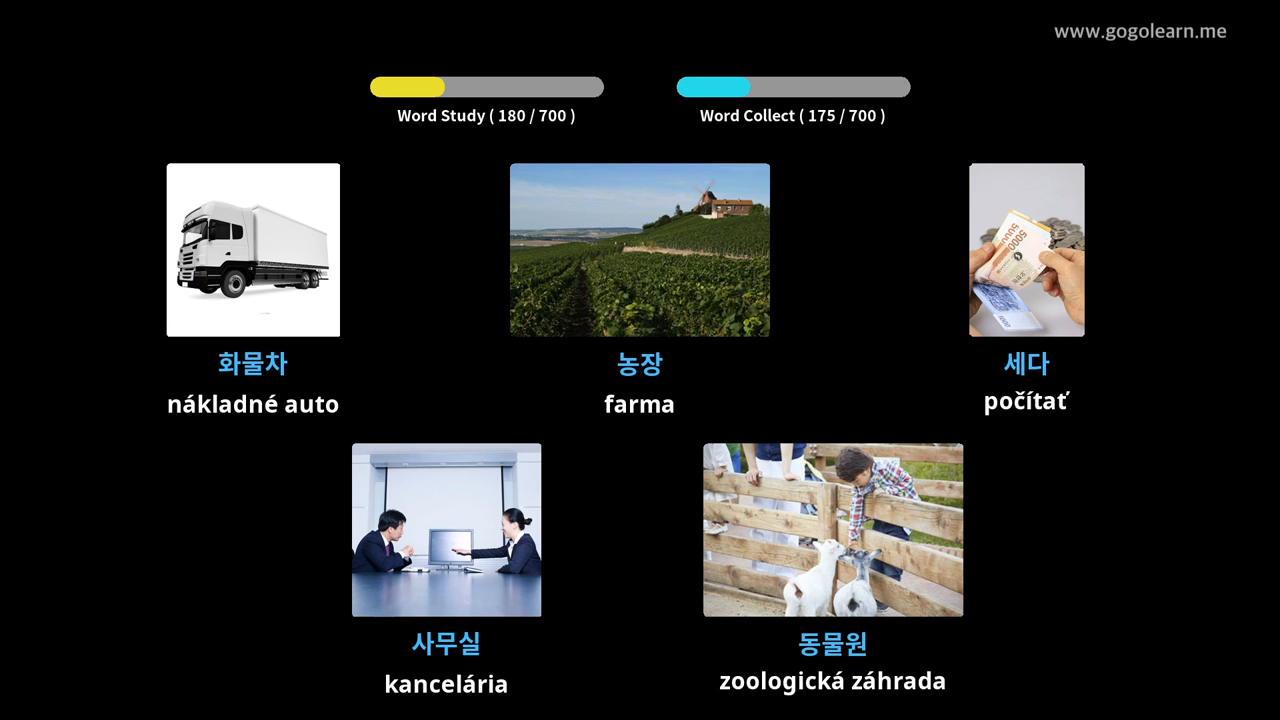 www.gogolearn.me
Word Study ( 180 / 700 )
Word Collect ( 175 / 700 )
화물차
nákladné auto
농장
farma
세다
počítať
사무실
kancelária
동물원
zoologická záhrada